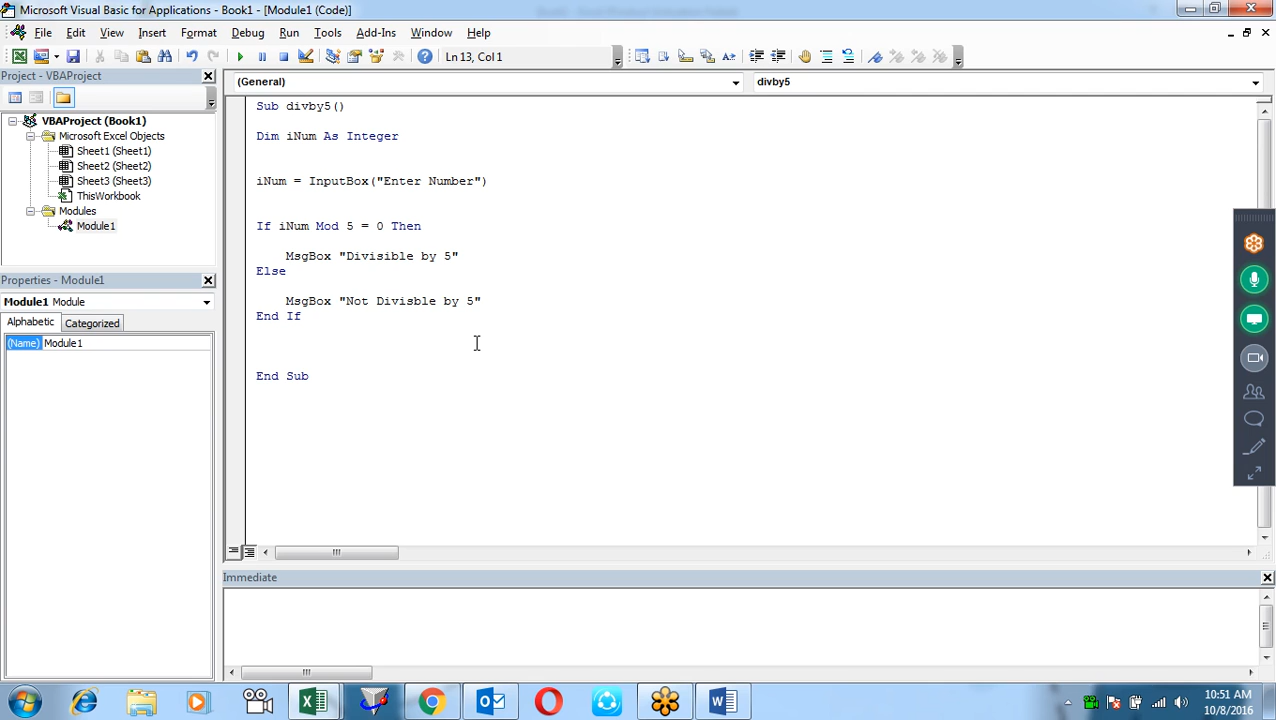 Microsoft Visual Basic for Applications - Book1 - [Module1 (Code)]
File Edit View Insert Format Debug Run Tools Add-Ins Window Help
Ln 13, Col 1
Project - VBAProject
(General)
divby5
VBAProject (Book1)
Microsoft Excel Objects
Sheet1 (Sheet1)
Sheet2 (Sheet2)
Sheet3 (Sheet3)
ThisWorkbook
Modules
Module1
Properties - Module1
Module1 Module
Alphabetic Categorized
(Name) Module1
Sub divby5()
Dim iNum As Integer
iNum = InputBox("Enter Number")
If iNum Mod 5 = 0 Then
MsgBox "Divisible by 5"
Else
MsgBox "Not Divisble by 5"
End If
End Sub
Immediate
10:51 AM
10/8/2016